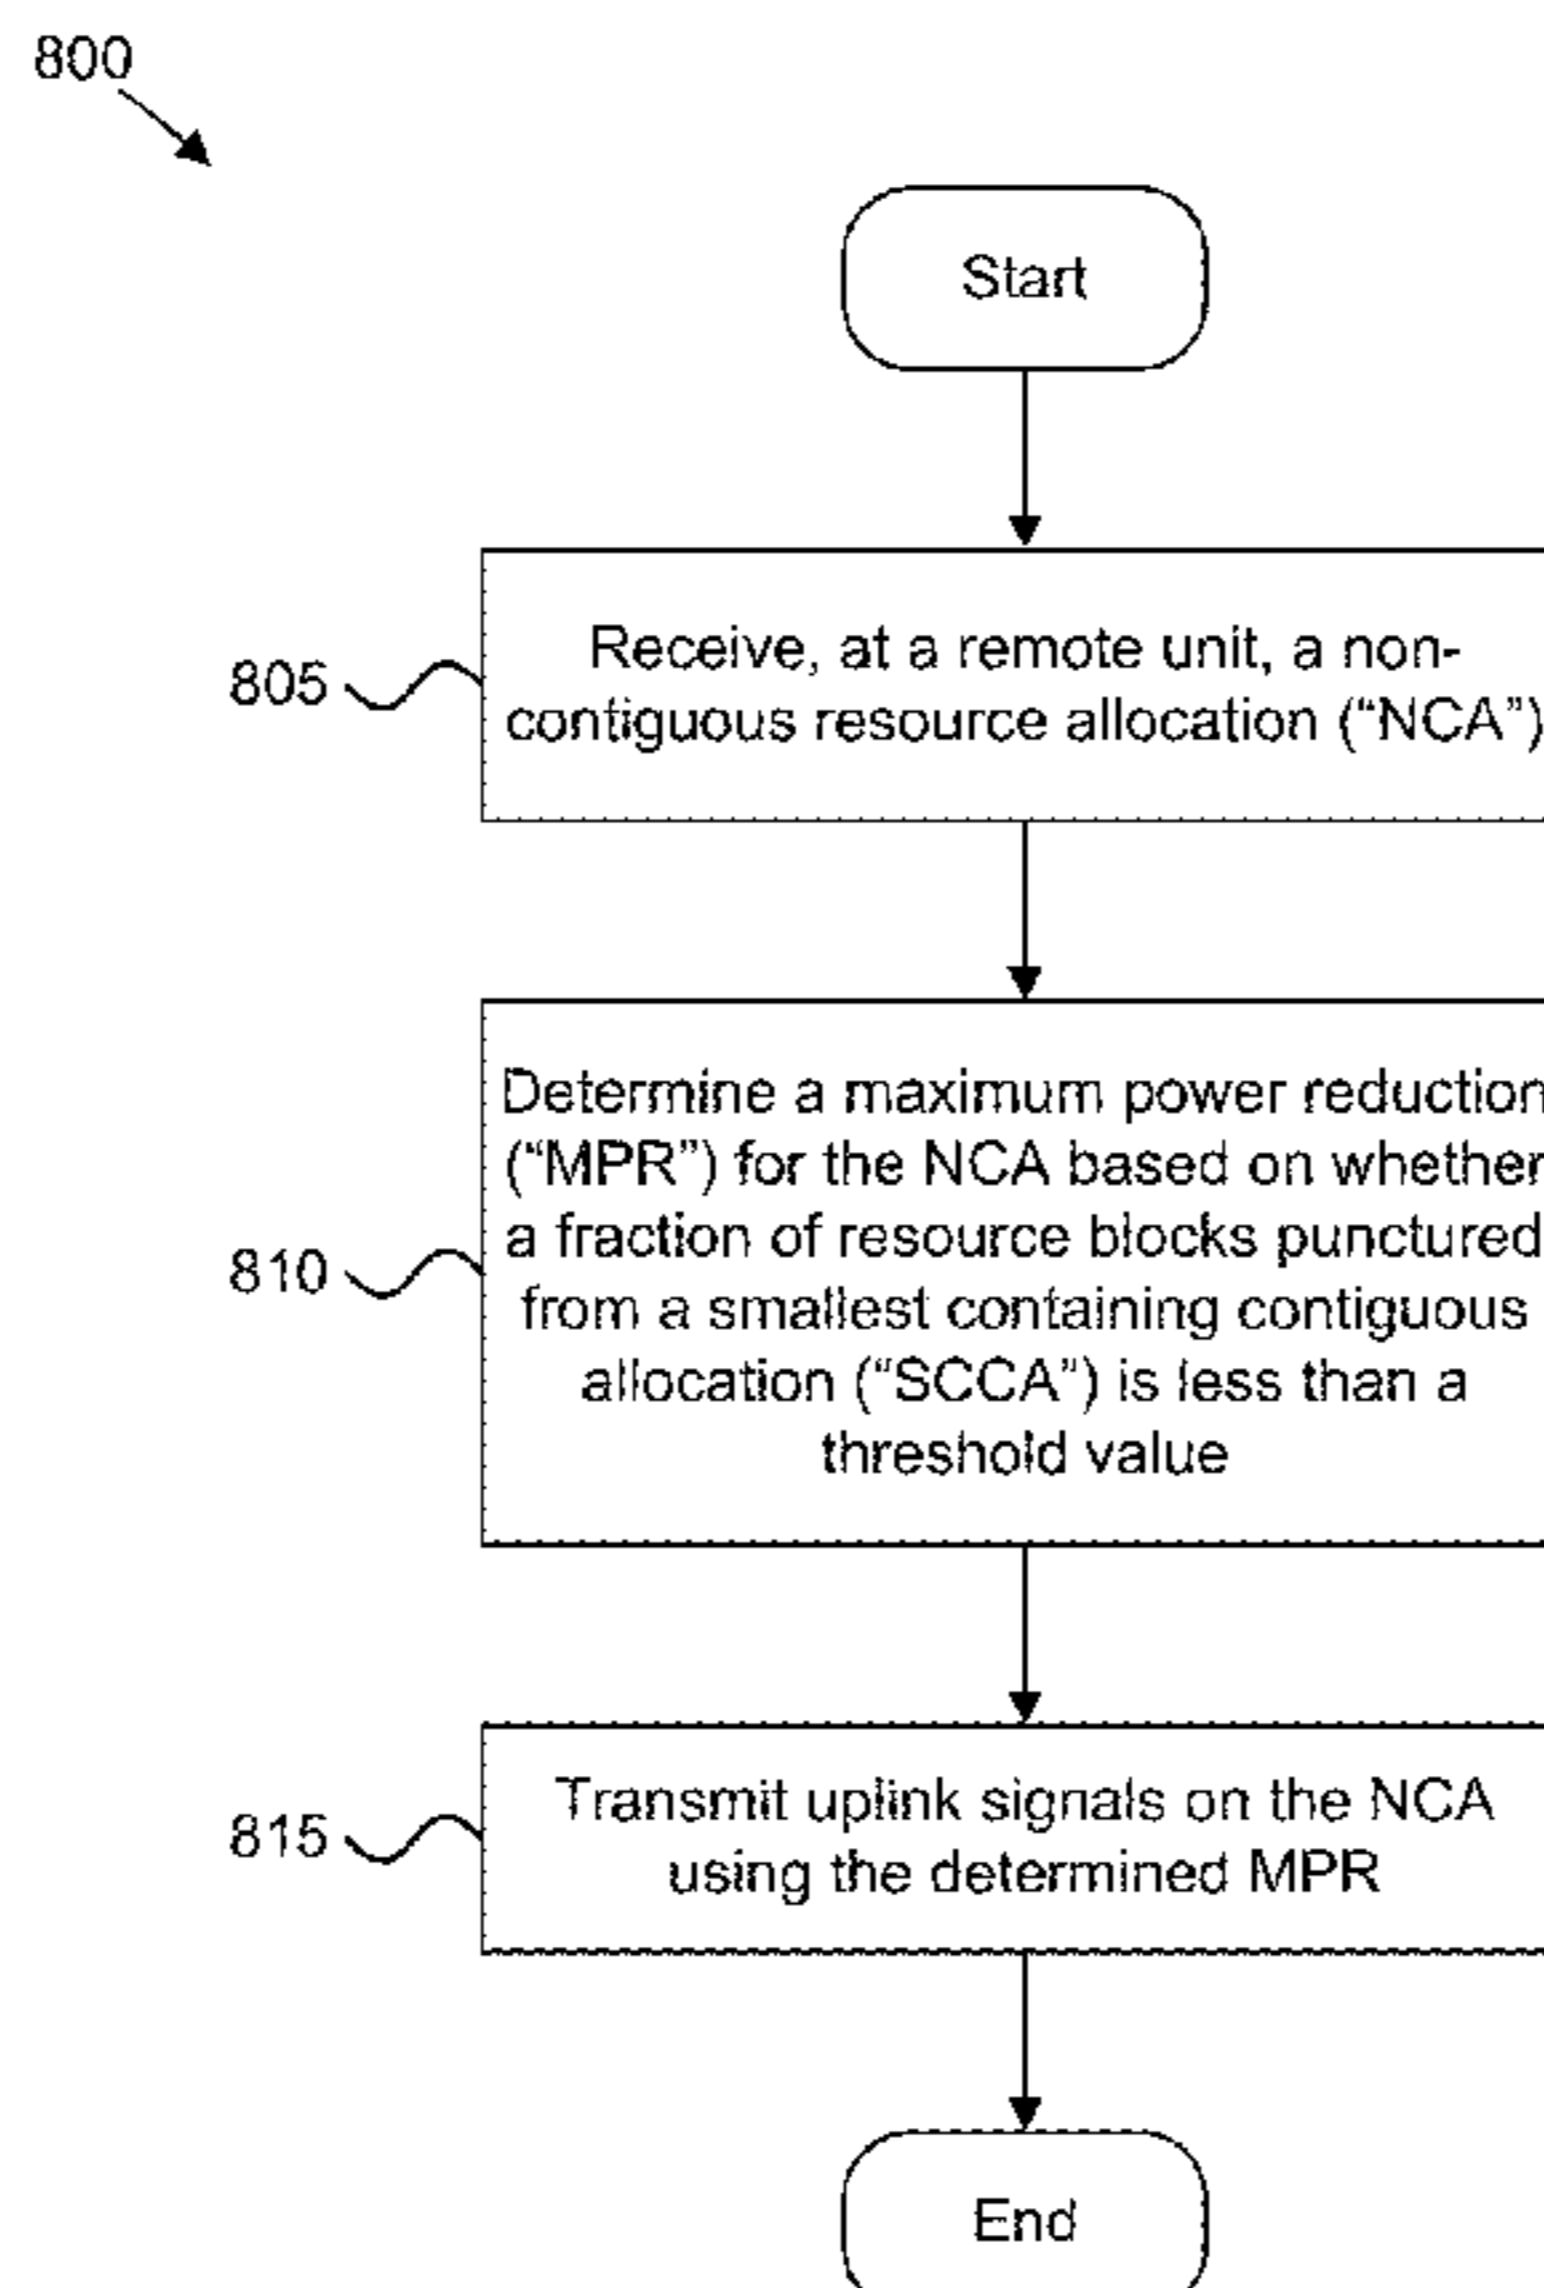 800
Start
805
Receive, at a remote unit, a non-
contiguous resource allocation (“NCA”)
810
Determine a maximum power reduction
(“MPR”) for the NCA based on whether
a fraction of resource blocks punctured
from a smallest containing contiguous
allocation (“SCCA”) is less than a
threshold value
815
Transmit uplink signals on the NCA
using the determined MPR
End